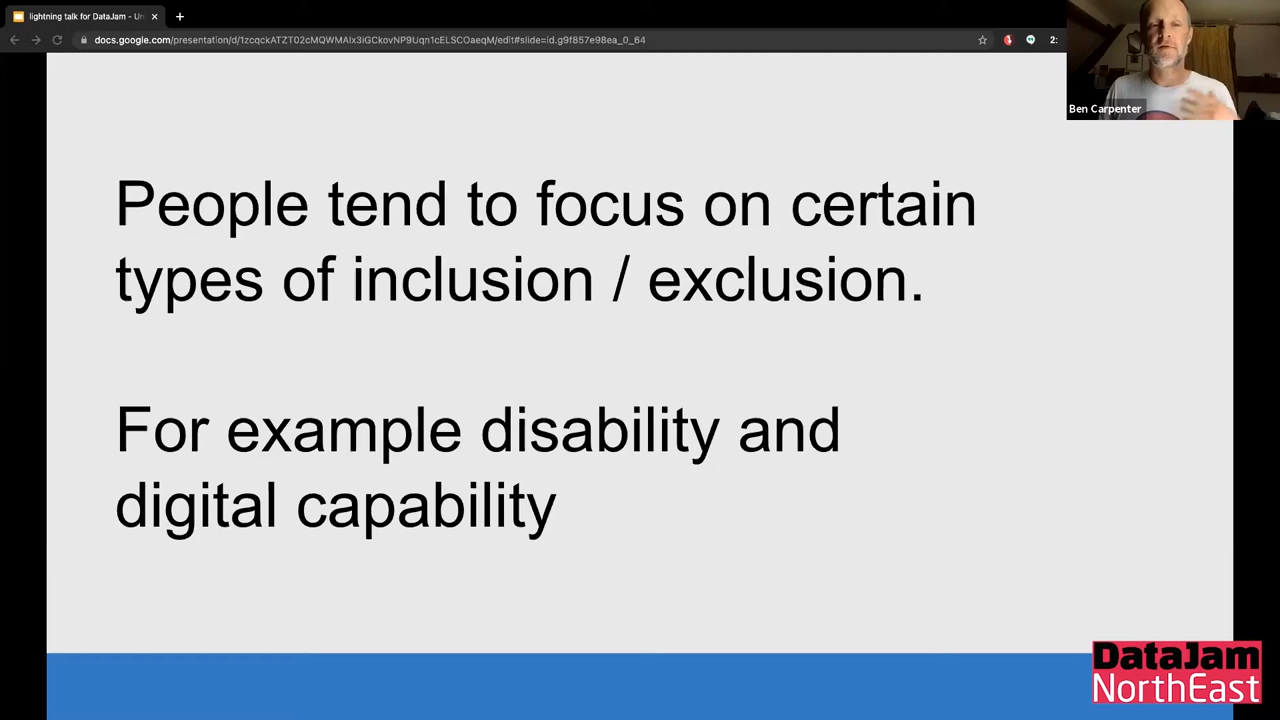 lightning talk for DataJam - Un
docs.google.com/presentation/d/1zcqckATZT02cMQWMAIx3iGCkovNP9Uqn1cELSCOaeqM/edit#slide=id.g9f857e98ea_0_64
2:
Ben Carpenter
People tend to focus on certain
types of inclusion / exclusion.
For example disability and
digital capability
DataJam
NorthEast